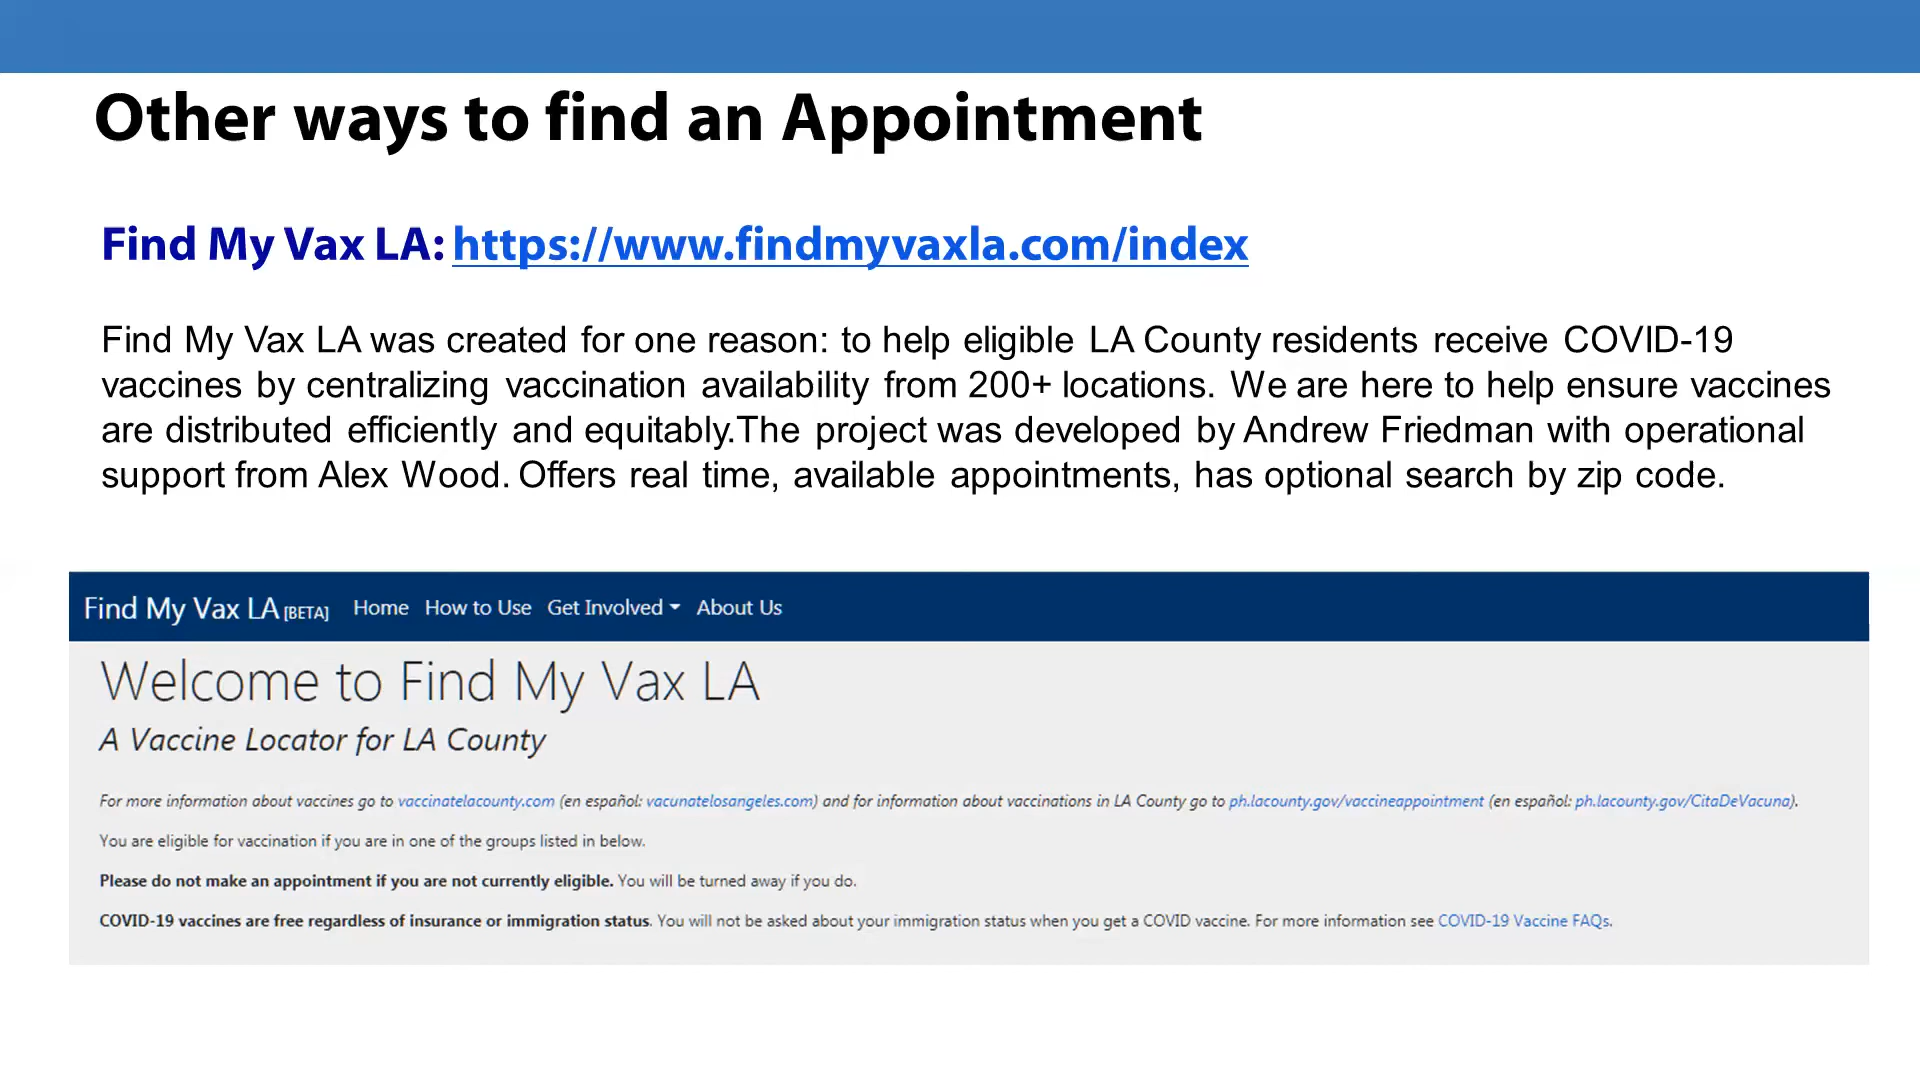 Other ways to find an Appointment
Find My Vax LA: https://www.findmyvaxla.com/index
Find My Vax LA was created for one reason: to help eligible LA County residents receive COVID-19
vaccines by centralizing vaccination availability from 200+ locations. We are here to help ensure vaccines
are distributed efficiently and equitably.The project was developed by Andrew Friedman with operational
support from Alex Wood. Offers real time, available appointments, has optional search by zip code.
Find My Vax LA [BETA] Home How to Use Get Involved About Us
Welcome to Find My Vax LA
A Vaccine Locator for LA County
For more information about vaccines go to vaccinatelacounty.com (en español: vacunatelosangeles.com) and for information about vaccinations in LA County go to ph.lacounty.gov/vaccineappointment (en español: ph.lacounty.gov/CitaDeVacuna).
You are eligible for vaccination if you are in one of the groups listed in below.
Please do not make an appointment if you are not currently eligible. You will be turned away if you do.
COVID-19 vaccines are free regardless of insurance or immigration status. You will not be asked about your immigration status when you get a COVID vaccine. For more information see COVID-19 Vaccine FAQs.